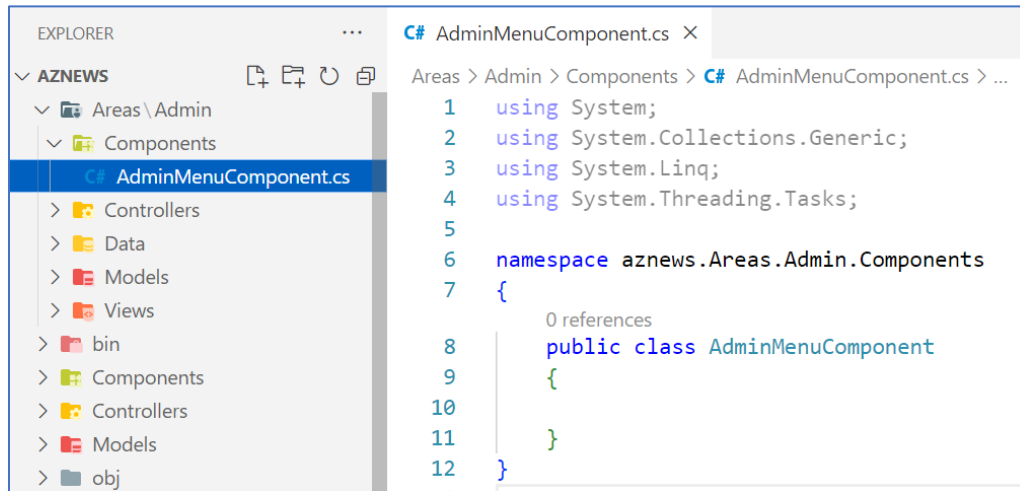 EXPLORER
AZNEWS
Areas\Admin
Components
C# AdminMenuComponent.cs
Controllers
Data
Models
Views
bin
Components
Controllers
Models
obj
C# AdminMenuComponent.cs ×
Areas > Admin > Components > C# AdminMenuComponent.cs > ...
1 using System;
2 using System.Collections.Generic;
3 using System.Linq;
4 using System.Threading.Tasks;
5
6 namespace aznews.Areas.Admin.Components
7 {
0 references
8 public class AdminMenuComponent
9 {
10
11 }
12 }